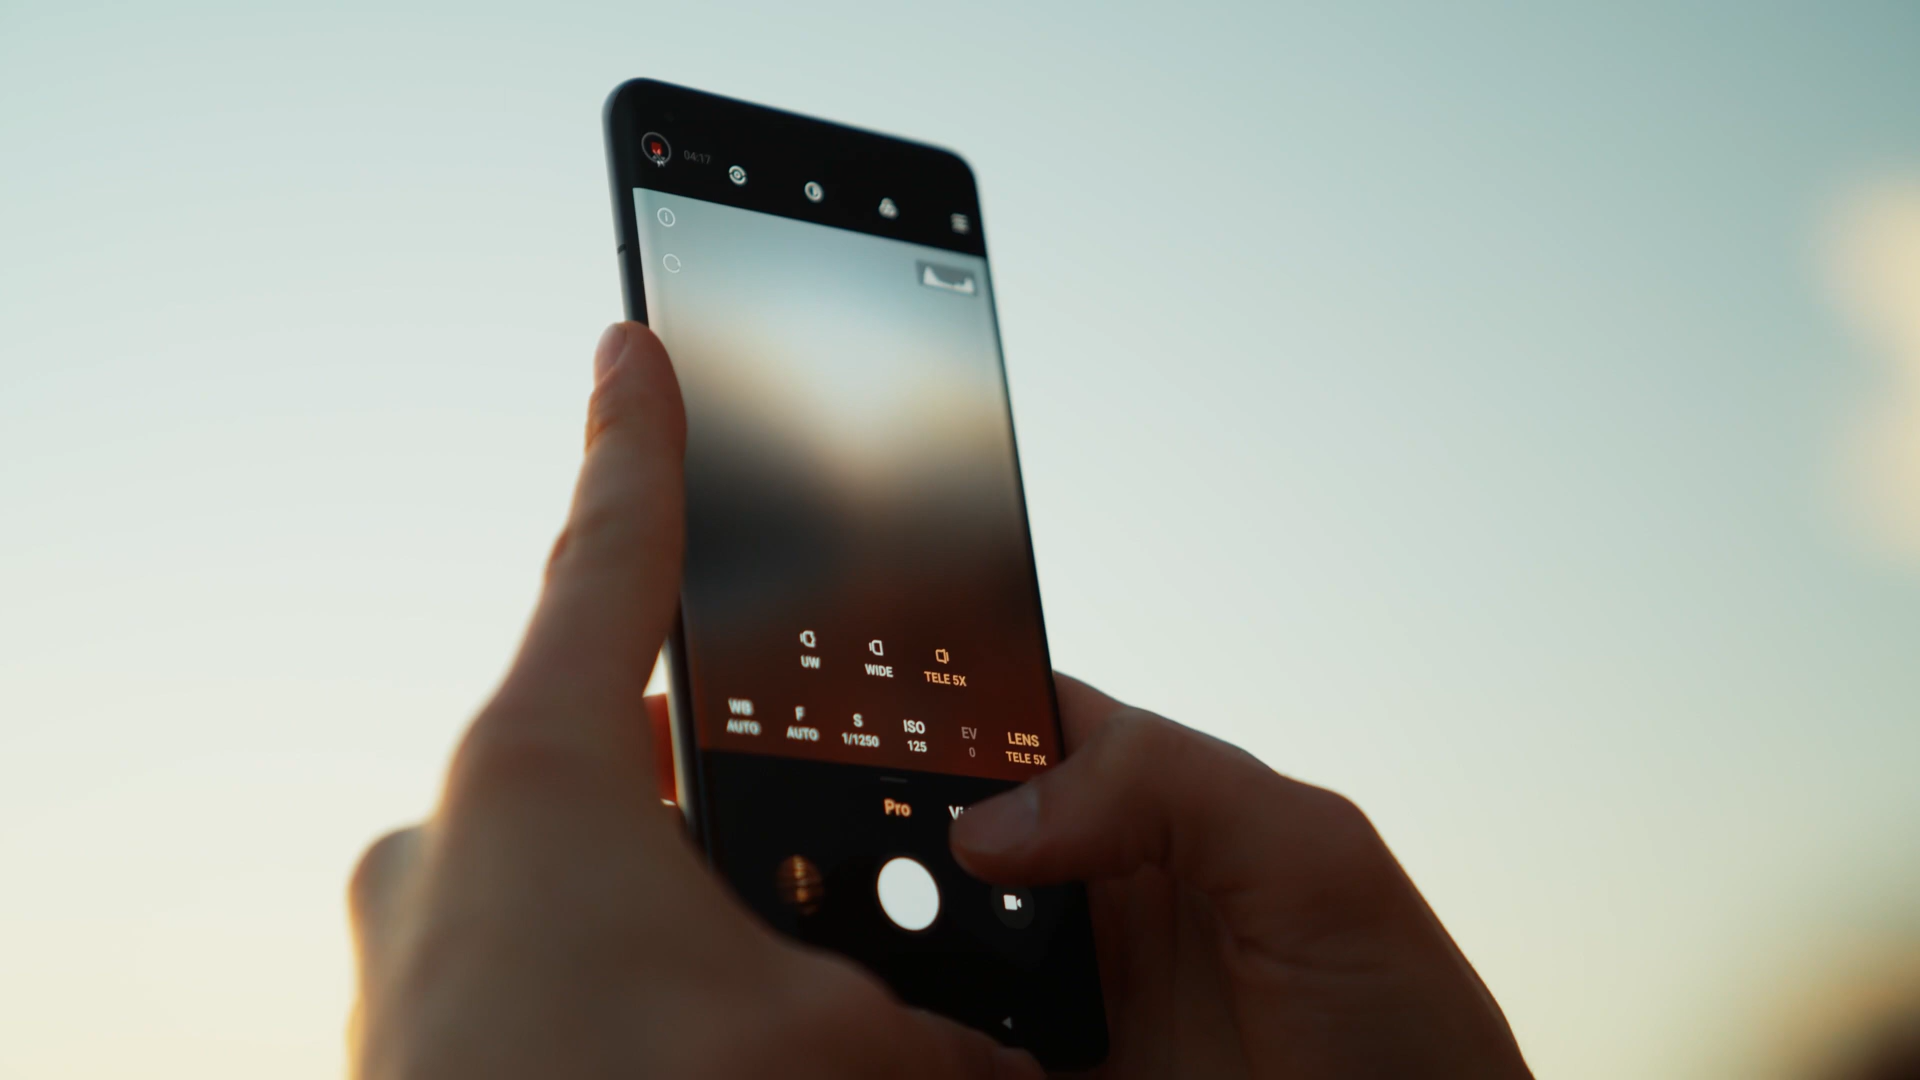 04:17
UW WIDE TELE 5X
WB F S ISO EV LENS
AUTO AUTO 1/1250 125 0 TELE 5X
Pro